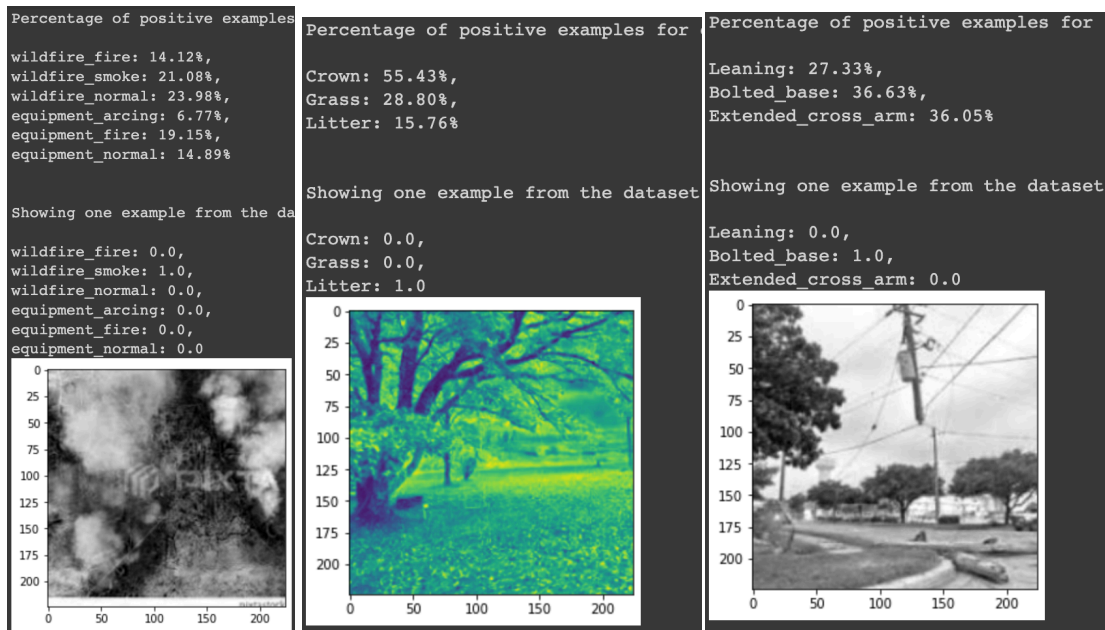 Percentage of positive examples
wildfire_fire: 14.12%,
wildfire_smoke: 21.08%,
wildfire_normal: 23.98%,
equipment_arcing: 6.77%,
equipment_fire: 19.15%,
equipment_normal: 14.89%
Showing one example from the da
wildfire_fire: 0.0,
wildfire_smoke: 1.0,
wildfire_normal: 0.0,
equipment_arcing: 0.0,
equipment_fire: 0.0,
equipment_normal: 0.0
0
25
50
75
100
125
150
175
200
0 50 100 150 200
Percentage of positive examples for
Crown: 55.43%,
Grass: 28.80%,
Litter: 15.76%
Showing one example from the dataset
Crown: 0.0,
Grass: 0.0,
Litter: 1.0
0
25
50
75
100
125
150
175
200
0 50 100 150 200
Percentage of positive examples for
Leaning: 27.33%,
Bolted_base: 36.63%,
Extended_cross_arm: 36.05%
Showing one example from the dataset
Leaning: 0.0,
Bolted_base: 1.0,
Extended_cross_arm: 0.0
0
25
50
75
100
125
150
175
200
0 50 100 150 200